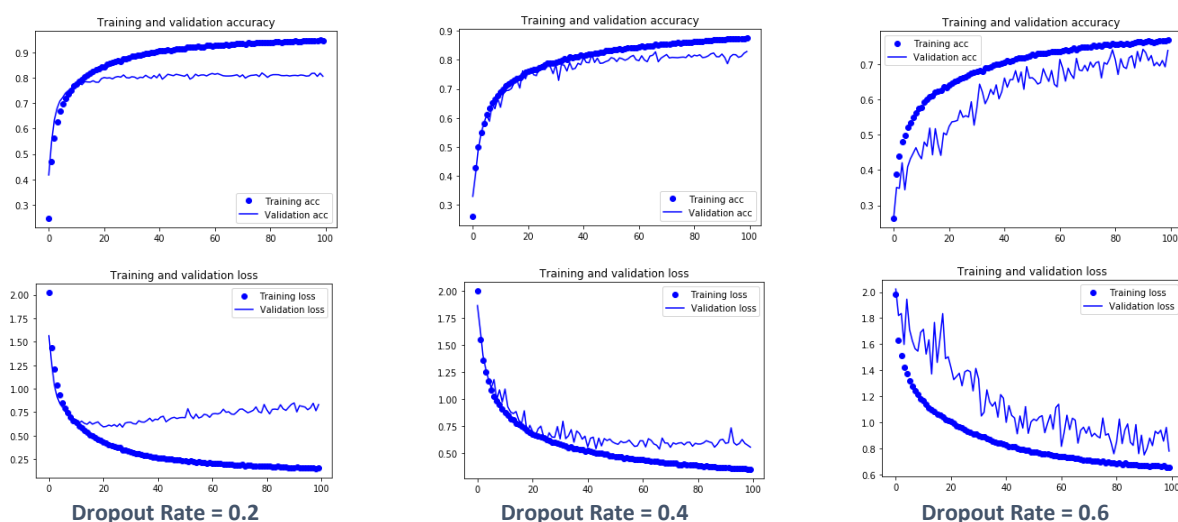 Training and validation accuracy
0.9
0.8
0.7
0.6
0.5
0.4
0.3
Training acc
Validation acc
0 20 40 60 80 100
Training and validation accuracy
0.9
0.8
0.7
0.6
0.5
0.4
0.3
Training acc
Validation acc
0 20 40 60 80 100
Training and validation accuracy
Training acc
Validation acc
0.7
0.6
0.5
0.4
0.3
0 20 40 60 80 100
Training and validation loss
Training loss
Validation loss
2.00
1.75
1.50
1.25
1.00
0.75
0.50
0.25
0 20 40 60 80 100
Dropout Rate = 0.2
Training and validation loss
Training loss
Validation loss
2.00
1.75
1.50
1.25
1.00
0.75
0.50
0 20 40 60 80 100
Dropout Rate = 0.4
Training and validation loss
Training loss
Validation loss
2.0
1.8
1.6
1.4
1.2
1.0
0.8
0.6
0 20 40 60 80 100
Dropout Rate = 0.6